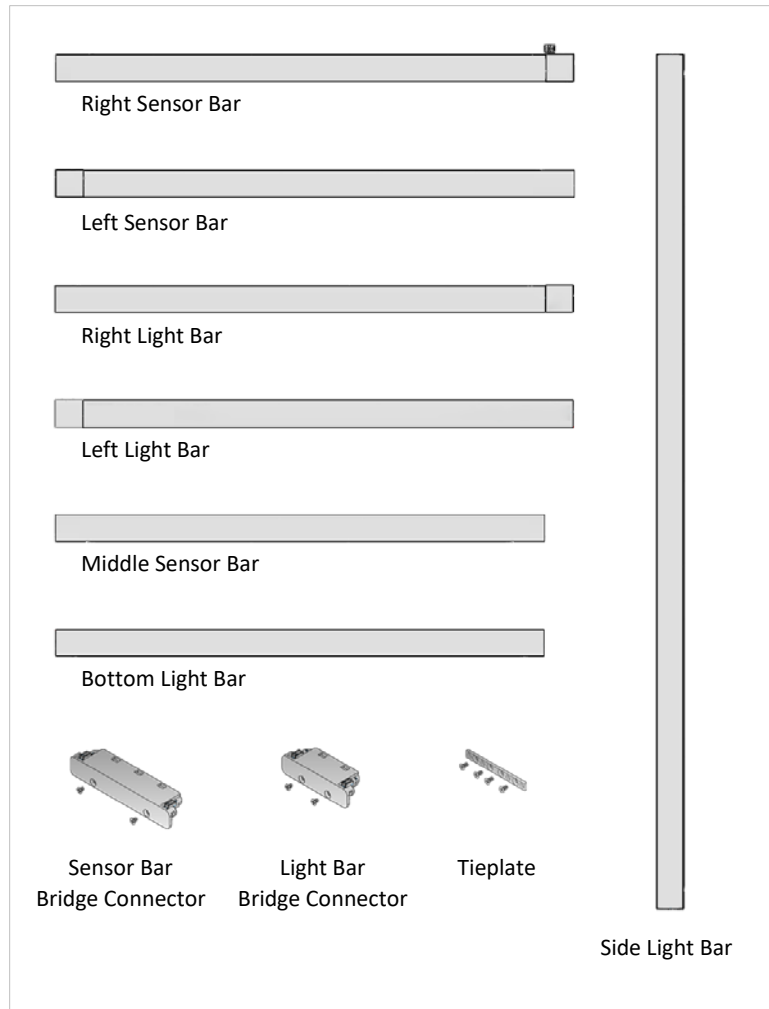 Right Sensor Bar
Left Sensor Bar
Right Light Bar
Left Light Bar
Middle Sensor Bar
Bottom Light Bar
Sensor Bar
Bridge Connector
Light Bar
Bridge Connector
Tieplate
Side Light Bar